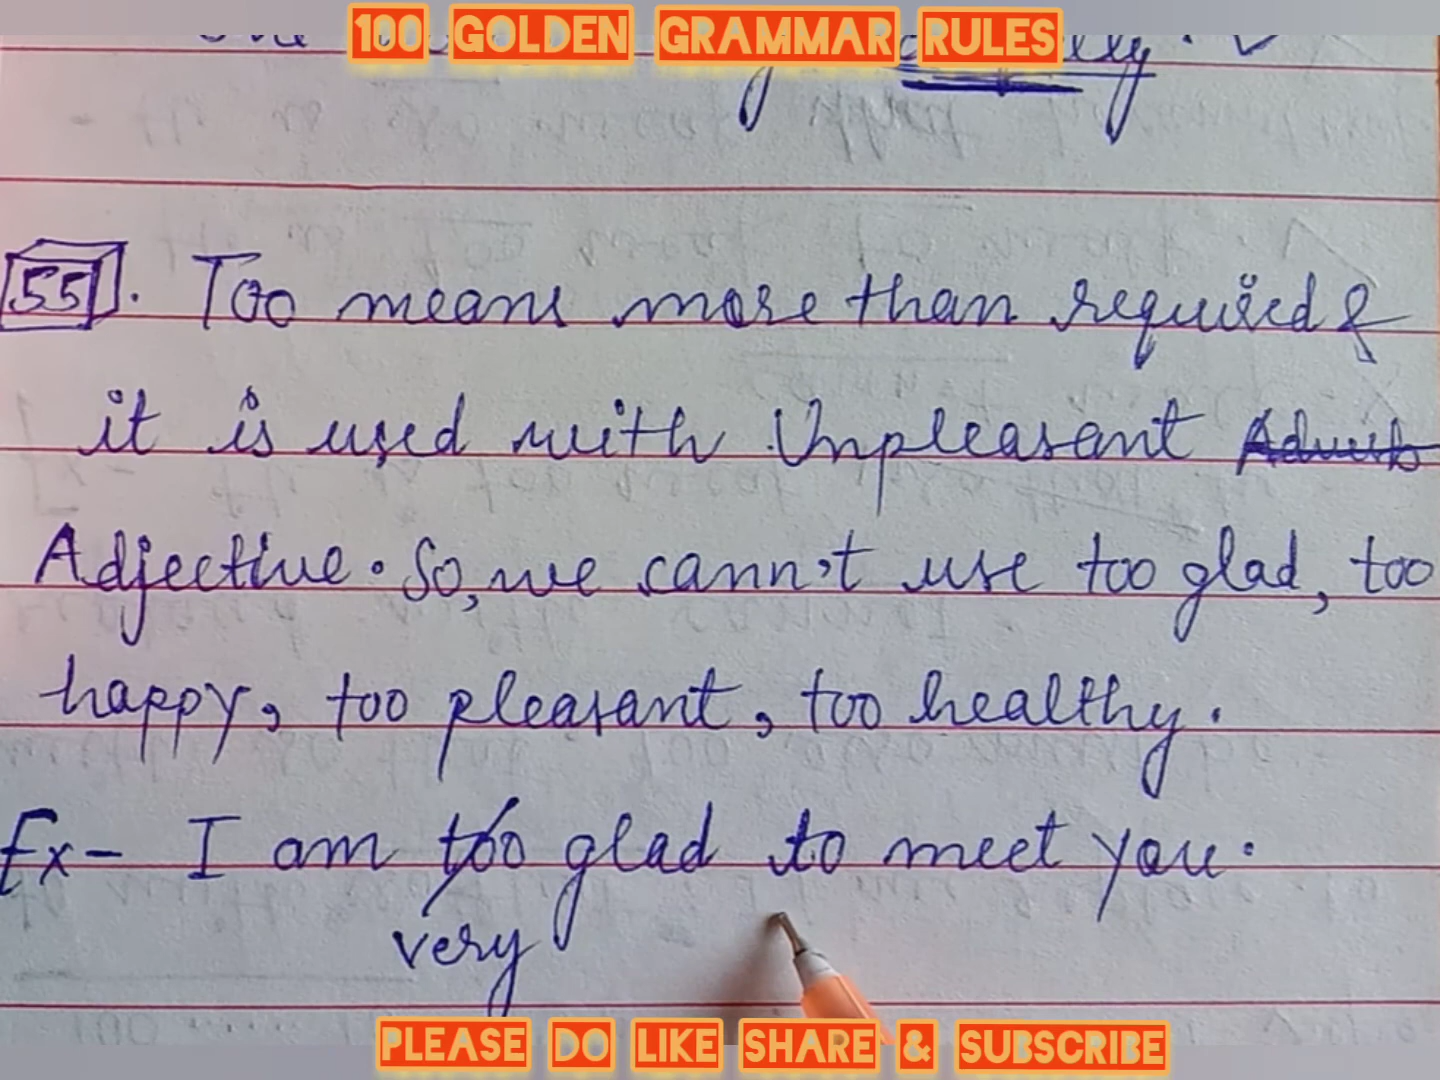 100 GOLDEN GRAMMAR RULES
55. Too means more than required &
it is used with Unpleasant Adverb
Adjective. So, we cann't use too glad, too
happy, too pleasant, too healthy.
Ex- I am too glad to meet you.
very
PLEASE DO LIKE SHARE & SUBSCRIBE